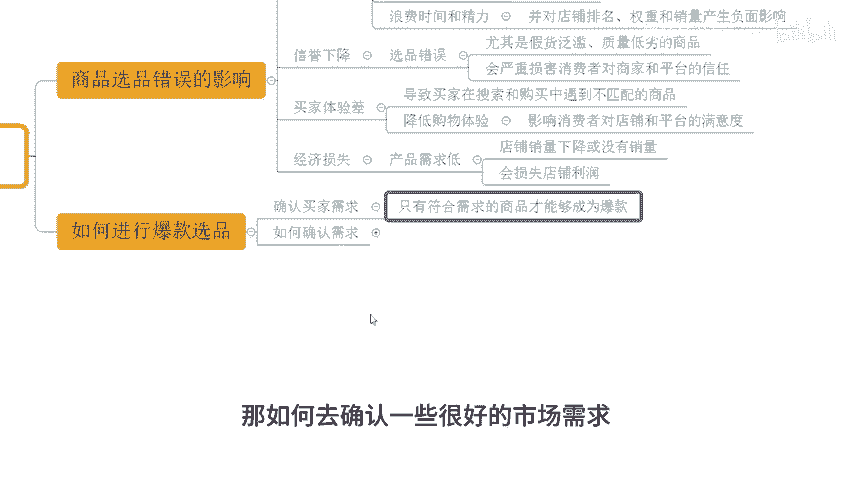 浪费时间和精力 并对店铺排名、权重和销量产生负面影响
尤其是假货泛滥、质量低劣的商品
信誉下降 选品错误
会严重损害消费者对商家和平台的信任
商品选品错误的影响
导致买家在搜索和购买中遇到不匹配的商品
买家体验差
降低购物体验 影响消费者对店铺和平台的满意度
店铺销量下降或没有销量
经济损失 产品需求低
会损失店铺利润
确认买家需求 只有符合需求的商品才能够成为爆款
如何进行爆款选品
如何确认需求
那如何去确认一些很好的市场需求